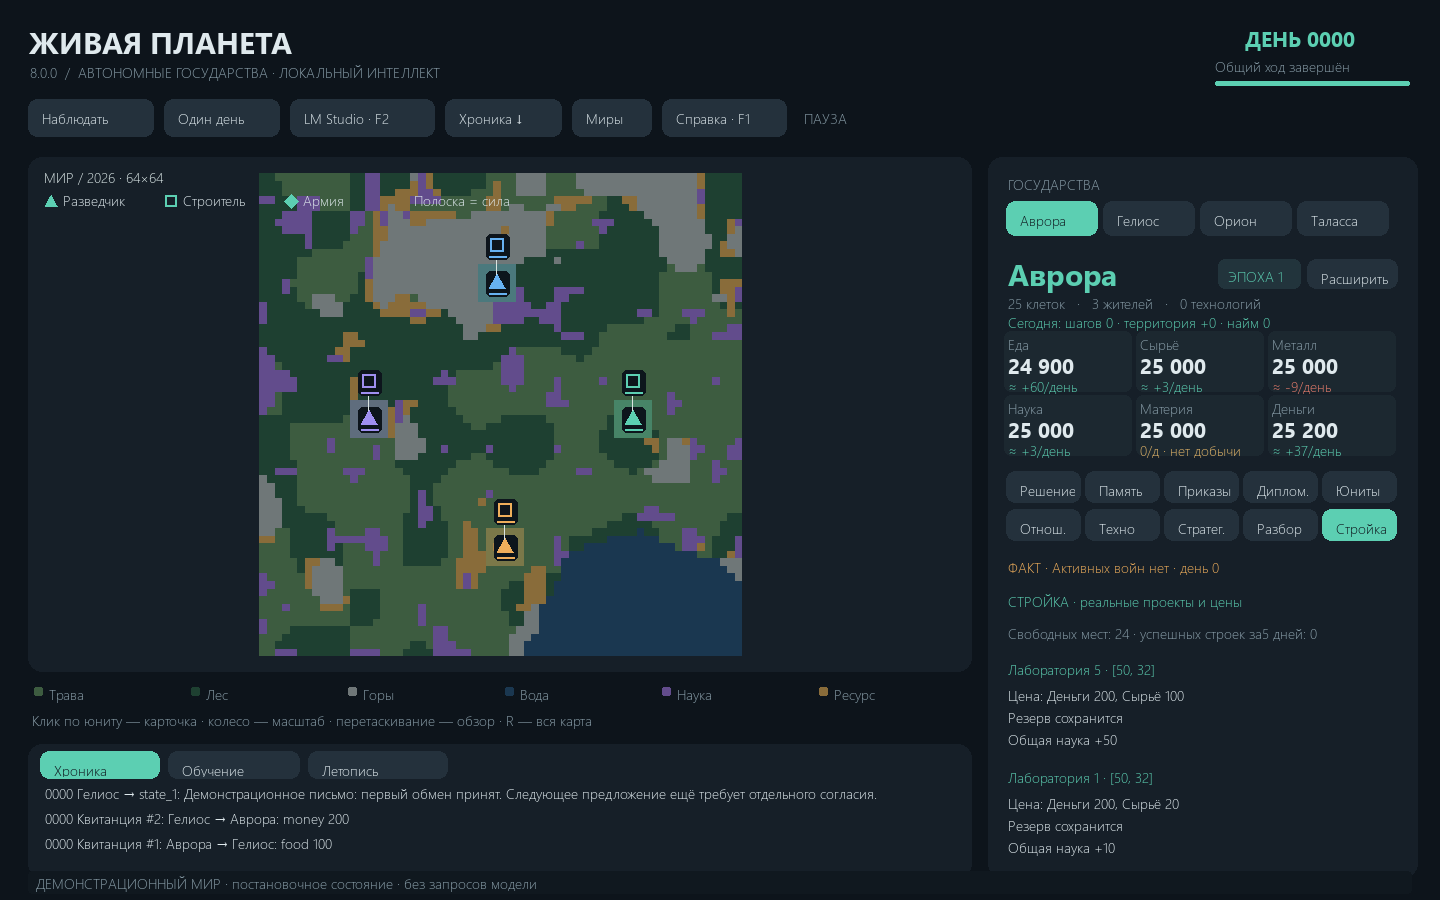 ЖИВАЯ ПЛАНЕТА
8.0.0 / АВТОНОМНЫЕ ГОСУДАРСТВА · ЛОКАЛЬНЫЙ ИНТЕЛЛЕКТ
ДЕНЬ 0000
Общий ход завершён
Наблюдать Один день LM Studio · F2 Хроника ↓ Миры Справка · F1 ПАУЗА
МИР / 2026 · 64×64
Разведчик Строитель Армия Полоска = сила
Трава Лес Горы Вода Наука Ресурс
Клик по юниту — карточка · колесо — масштаб · перетаскивание — обзор · R — вся карта
Хроника Обучение Летопись
0000 Гелиос → state_1: Демонстрационное письмо: первый обмен принят. Следующее предложение ещё требует отдельного согласия.
0000 Квитанция #2: Гелиос → Аврора: money 200
0000 Квитанция #1: Аврора → Гелиос: food 100
ДЕМОНСТРАЦИОННЫЙ МИР · постановочное состояние · без запросов модели
ГОСУДАРСТВА
Аврора Гелиос Орион Таласса
Аврора ЭПОХА 1 Расширить
25 клеток · 3 жителей · 0 технологий
Сегодня: шагов 0 · территория +0 · найм 0
Еда Сырьё Металл
24 900 25 000 25 000
≈ +60/день ≈ +3/день ≈ -9/день
Наука Материя Деньги
25 000 25 000 25 200
≈ +3/день 0/д · нет добычи ≈ +37/день
Решение Память Приказы Диплом. Юниты
Отнош. Техно Стратег. Разбор Стройка
ФАКТ · Активных войн нет · день 0
СТРОЙКА · реальные проекты и цены
Свободных мест: 24 · успешных строек за5 дней: 0
Лаборатория 5 · [50, 32]
Цена: Деньги 200, Сырьё 100
Резерв сохранится
Общая наука +50
Лаборатория 1 · [50, 32]
Цена: Деньги 200, Сырьё 20
Резерв сохранится
Общая наука +10